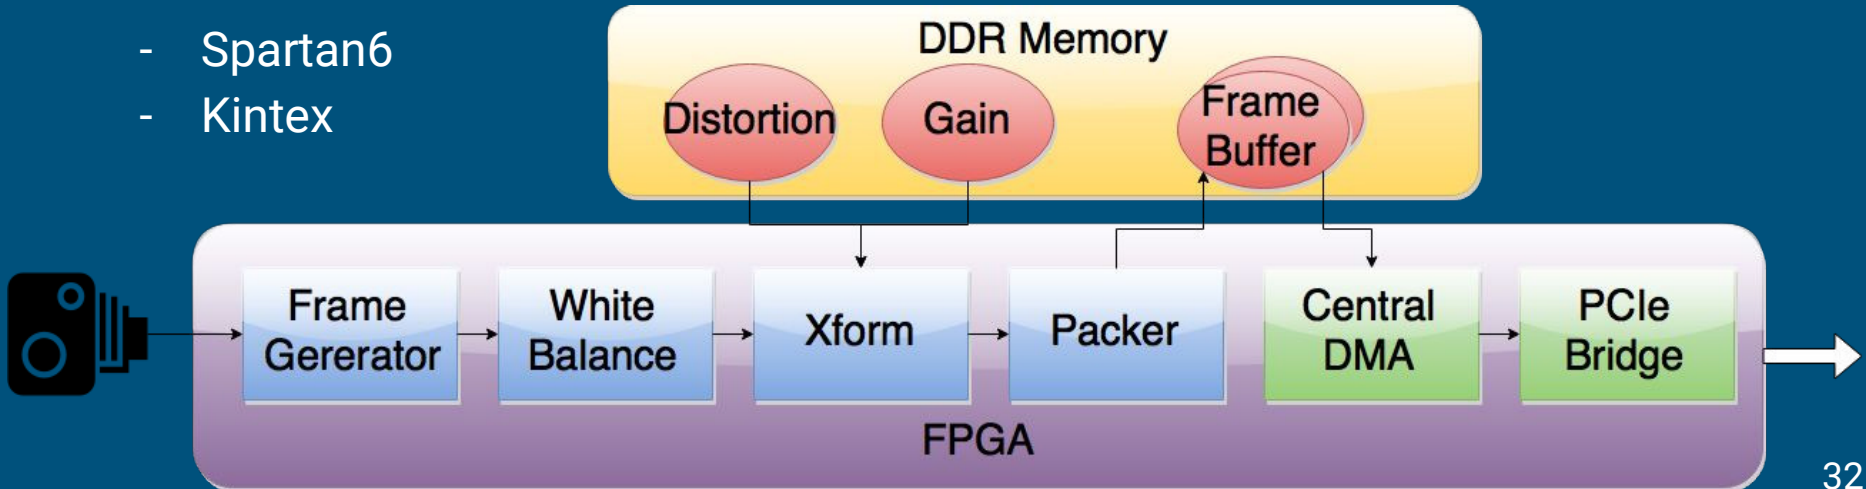 - Spartan6
- Kintex
DDR Memory
Distortion
Gain
Frame
Buffer
Frame
Gererator
White
Balance
Xform
Packer
Central
DMA
PCIe
Bridge
FPGA
32